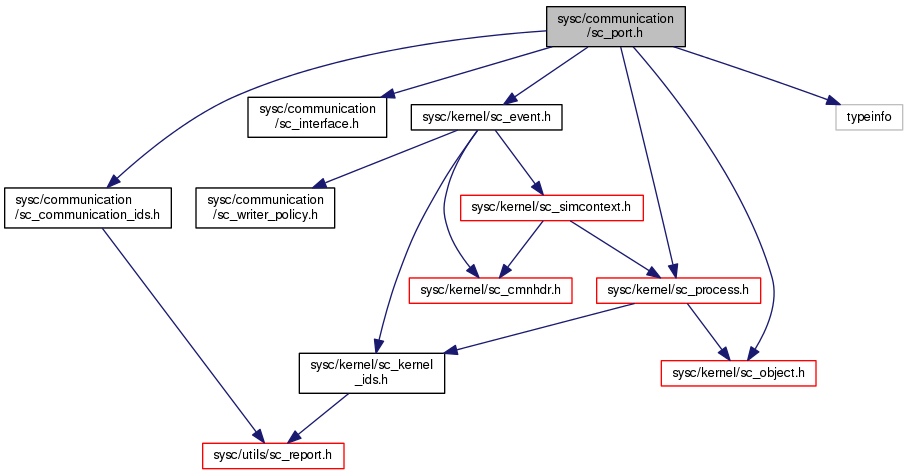 sysc/communication
/sc_port.h
sysc/communication
/sc_interface.h
sysc/kernel/sc_event.h
typeinfo
sysc/communication
/sc_communication_ids.h
sysc/communication
/sc_writer_policy.h
sysc/kernel/sc_simcontext.h
sysc/kernel/sc_cmnhdr.h
sysc/kernel/sc_process.h
sysc/kernel/sc_kernel
_ids.h
sysc/kernel/sc_object.h
sysc/utils/sc_report.h